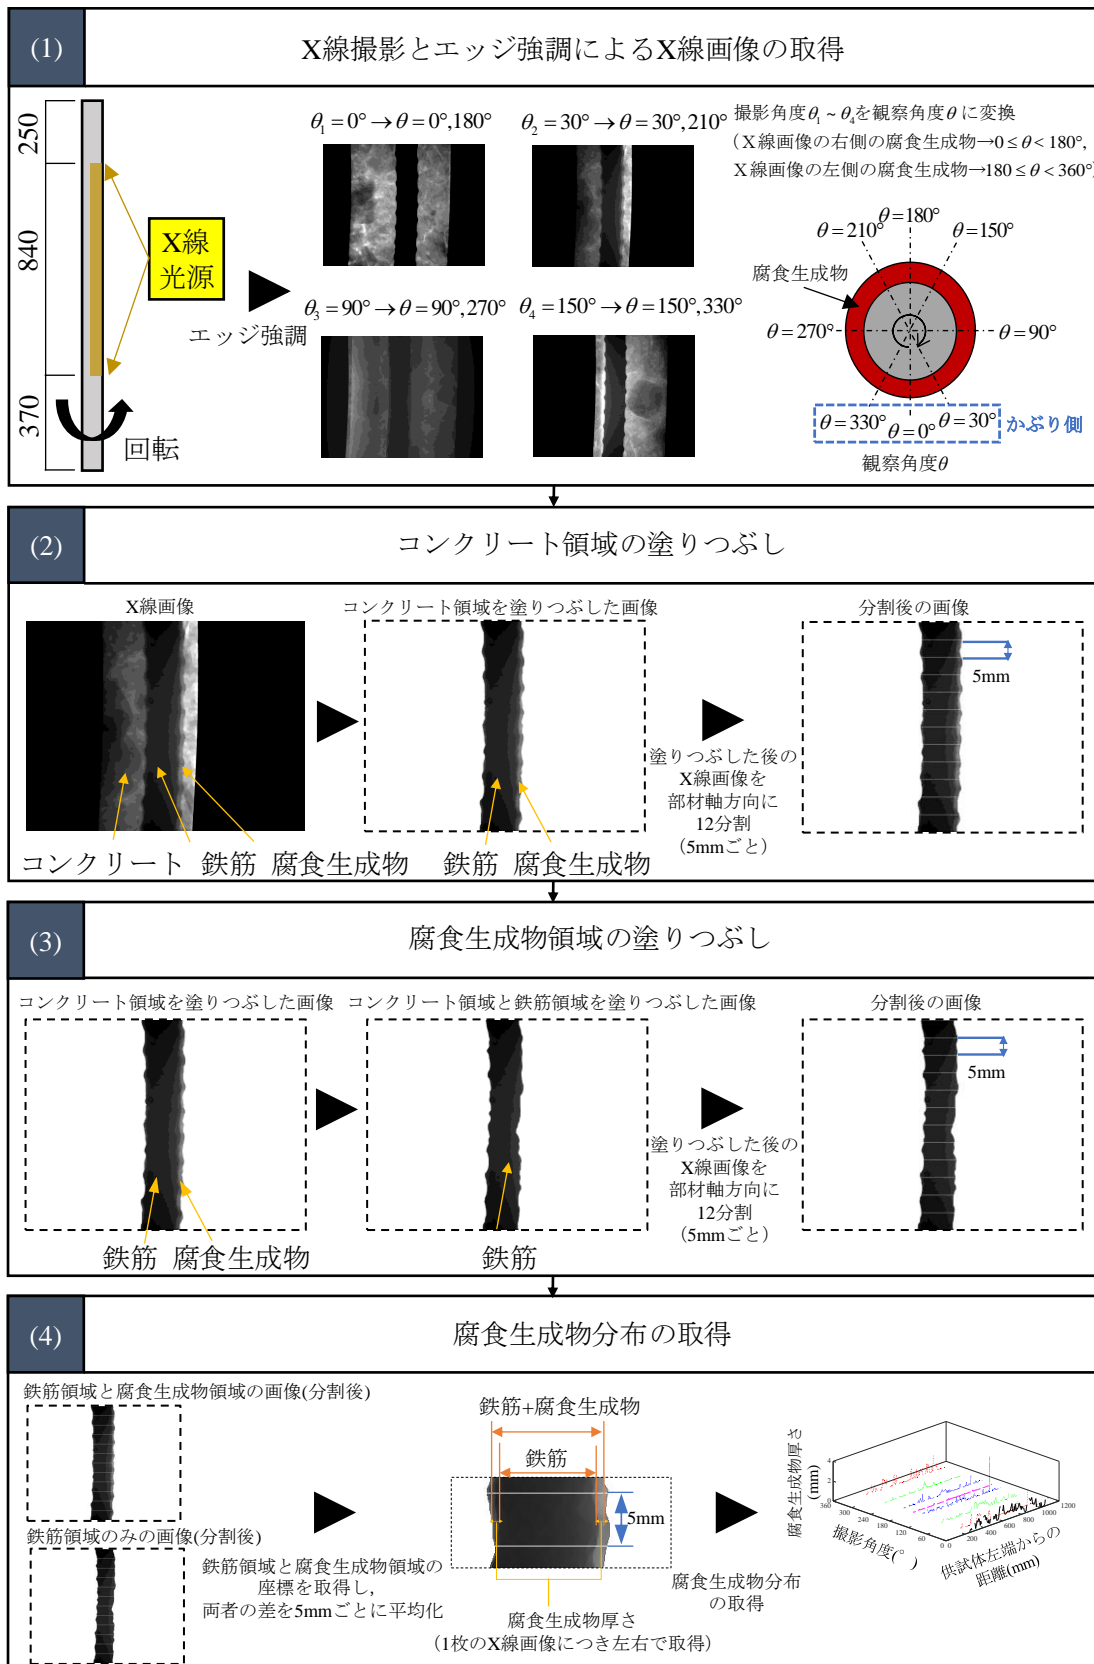 (1)
X線撮影とエッジ強調によるX線画像の取得
250
840
370
X線
光源
回転
エッジ強調
θ1 = 0° → θ = 0°,180°
θ2 = 30° → θ = 30°,210°
θ3 = 90° → θ = 90°,270°
θ4 = 150° → θ = 150°,330°
撮影角度θ1 ~ θ4を観察角度θに変換
(X線画像の右側の腐食生成物→0 ≤ θ < 180°,
X線画像の左側の腐食生成物→180 ≤ θ < 360°)
θ = 180°
θ = 210°
θ = 150°
腐食生成物
θ = 270°
θ = 90°
θ = 330°
θ = 0°
θ = 30°
かぶり側
観察角度θ
(2)
コンクリート領域の塗りつぶし
X線画像
コンクリート領域を塗りつぶした画像
分割後の画像
5mm
塗りつぶした後の
X線画像を
部材軸方向に
12分割
(5mmごと)
コンクリート 鉄筋 腐食生成物
鉄筋 腐食生成物
(3)
腐食生成物領域の塗りつぶし
コンクリート領域を塗りつぶした画像
コンクリート領域と鉄筋領域を塗りつぶした画像
分割後の画像
5mm
塗りつぶした後の
X線画像を
部材軸方向に
12分割
(5mmごと)
鉄筋 腐食生成物
鉄筋
(4)
腐食生成物分布の取得
鉄筋領域と腐食生成物領域の画像(分割後)
鉄筋領域のみの画像(分割後)
鉄筋領域と腐食生成物領域の
座標を取得し,
両者の差を5mmごとに平均化
鉄筋+腐食生成物
鉄筋
5mm
腐食生成物厚さ
(1枚のX線画像につき左右で取得)
腐食生成物分布
の取得
腐食生成物厚さ
(mm)
4
2
0
360
300
240
180
120
60
0
0
200
400
600
800
1000
1200
撮影角度(°)
供試体左端からの
距離(mm)